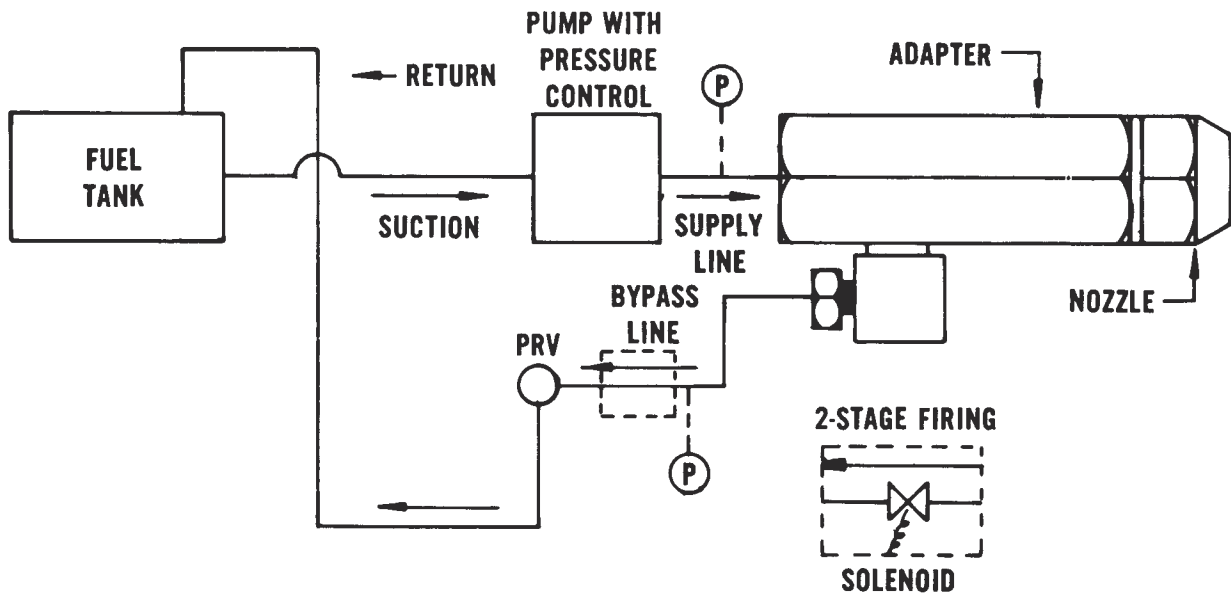 PUMP WITH
PRESSURE
CONTROL
RETURN
P
ADAPTER
FUEL
TANK
SUCTION
SUPPLY
LINE
NOZZLE
BYPASS
LINE
PRV
P
2-STAGE FIRING
SOLENOID